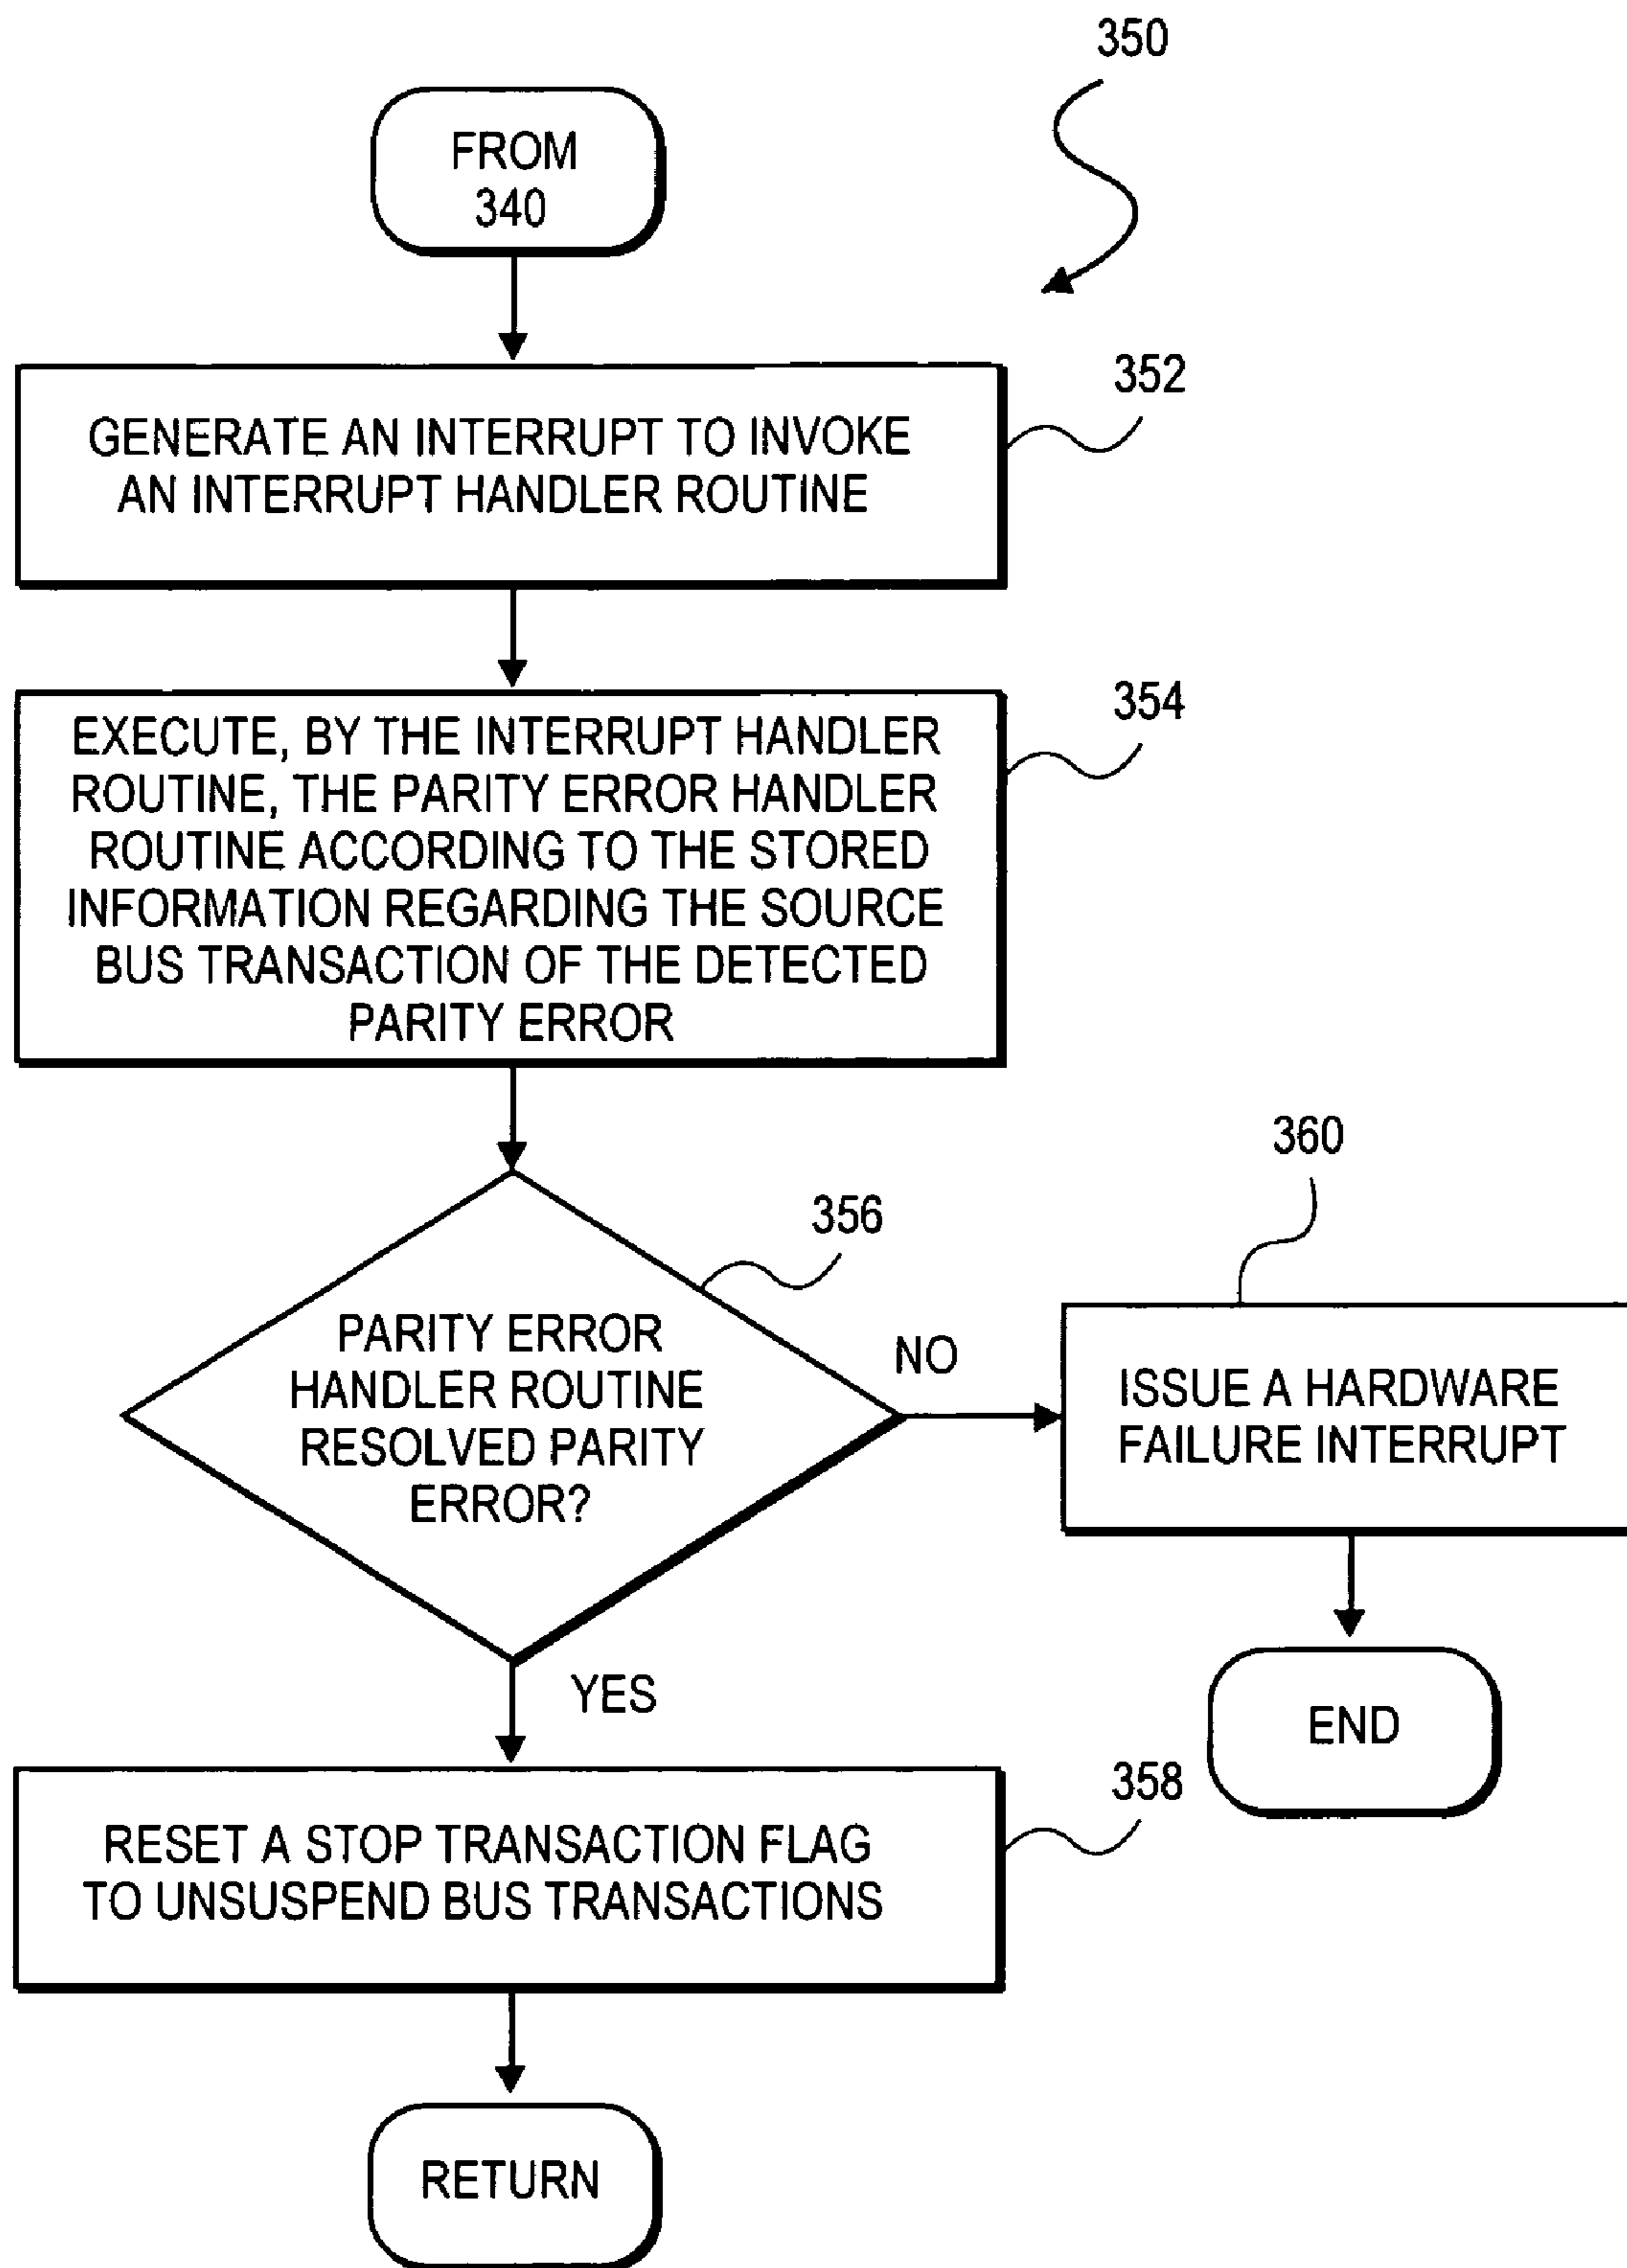 350
FROM
340
352
GENERATE AN INTERRUPT TO INVOKE
AN INTERRUPT HANDLER ROUTINE
354
EXECUTE, BY THE INTERRUPT HANDLER
ROUTINE, THE PARITY ERROR HANDLER
ROUTINE ACCORDING TO THE STORED
INFORMATION REGARDING THE SOURCE
BUS TRANSACTION OF THE DETECTED
PARITY ERROR
360
356
PARITY ERROR
HANDLER ROUTINE
RESOLVED PARITY
ERROR?
NO
ISSUE A HARDWARE
FAILURE INTERRUPT
YES
END
358
RESET A STOP TRANSACTION FLAG
TO UNSUSPEND BUS TRANSACTIONS
RETURN